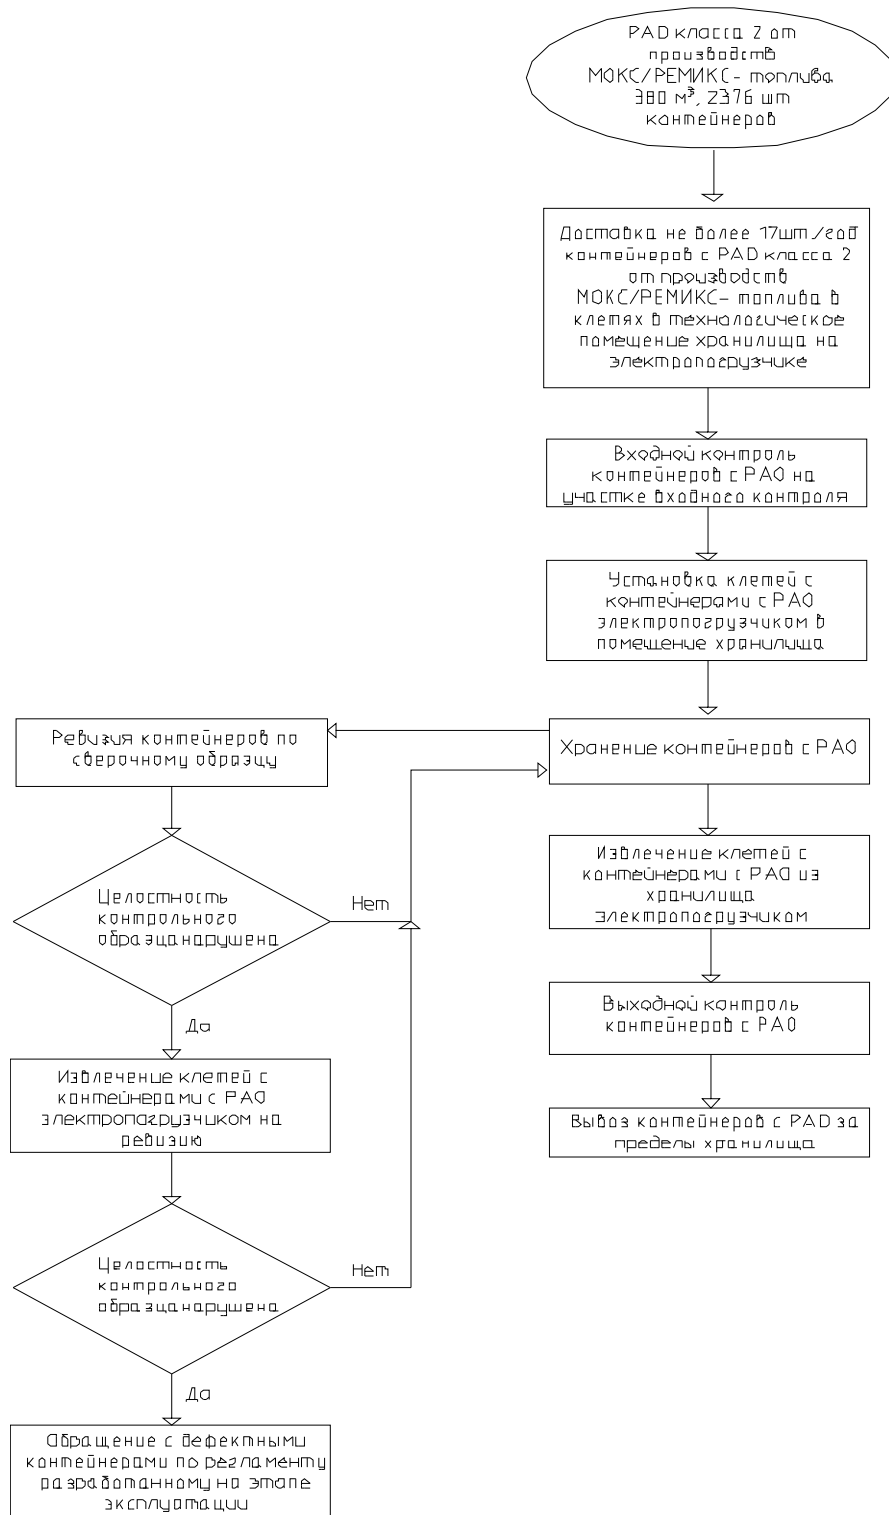 РАО класса 2 от
производств
МОКС/РЕМИКС- топлива
380 м³, 2376 шт
контейнеров
Доставка не более 17шт/год
контейнеров с РАО класса 2
от производств
МОКС/РЕМИКС- топлива в
клетях в технологическое
помещение хранилища на
электропогрузчике
Входной контроль
контейнеров с РАО на
участке входного контроля
Установка клетей с
контейнерами с РАО
электропогрузчиком в
помещение хранилища
Хранение контейнеров с РАО
Извлечение клетей с
контейнерами с РАО из
хранилища
электропогрузчиком
Выходной контроль
контейнеров с РАО
Вывоз контейнеров с РАО за
пределы хранилища
Ревизия контейнеров по
сверочному образцу
Целостность
контрольного
образцанарушена
Нет
Да
Извлечение клетей с
контейнерами с РАО
электропогрузчиком на
ревизию
Целостность
контрольного
образцанарушена
Нет
Да
Обращение с дефектными
контейнерами по регламенту
разработанному на этапе
эксплуатации